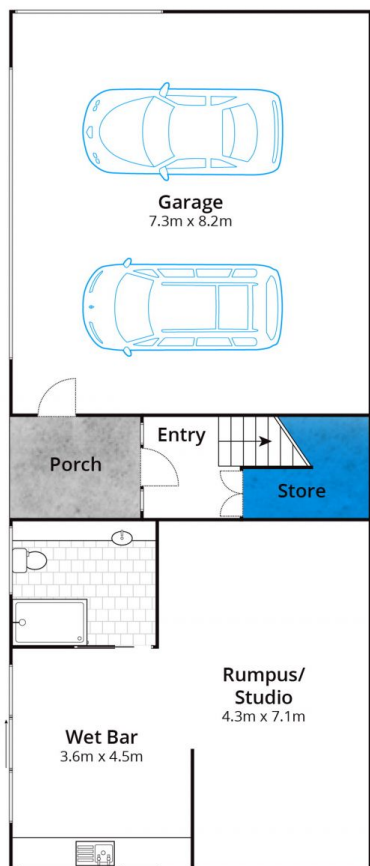 Garage
7.3m x 8.2m
Entry
Porch
Store
Rumpus/
Studio
4.3m x 7.1m
Wet Bar
3.6m x 4.5m